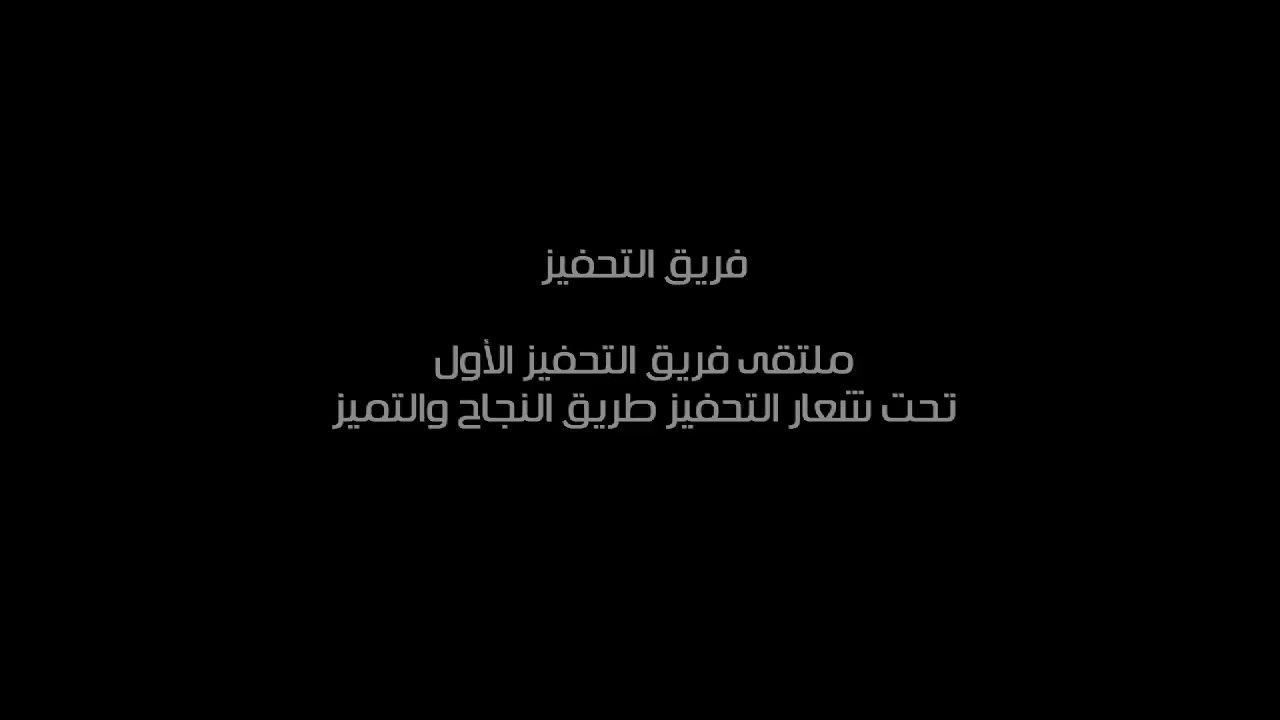 فريق التحفيز
ملتقى فريق التحفيز الأول
تحت شعار التحفيز طريق النجاح والتميز